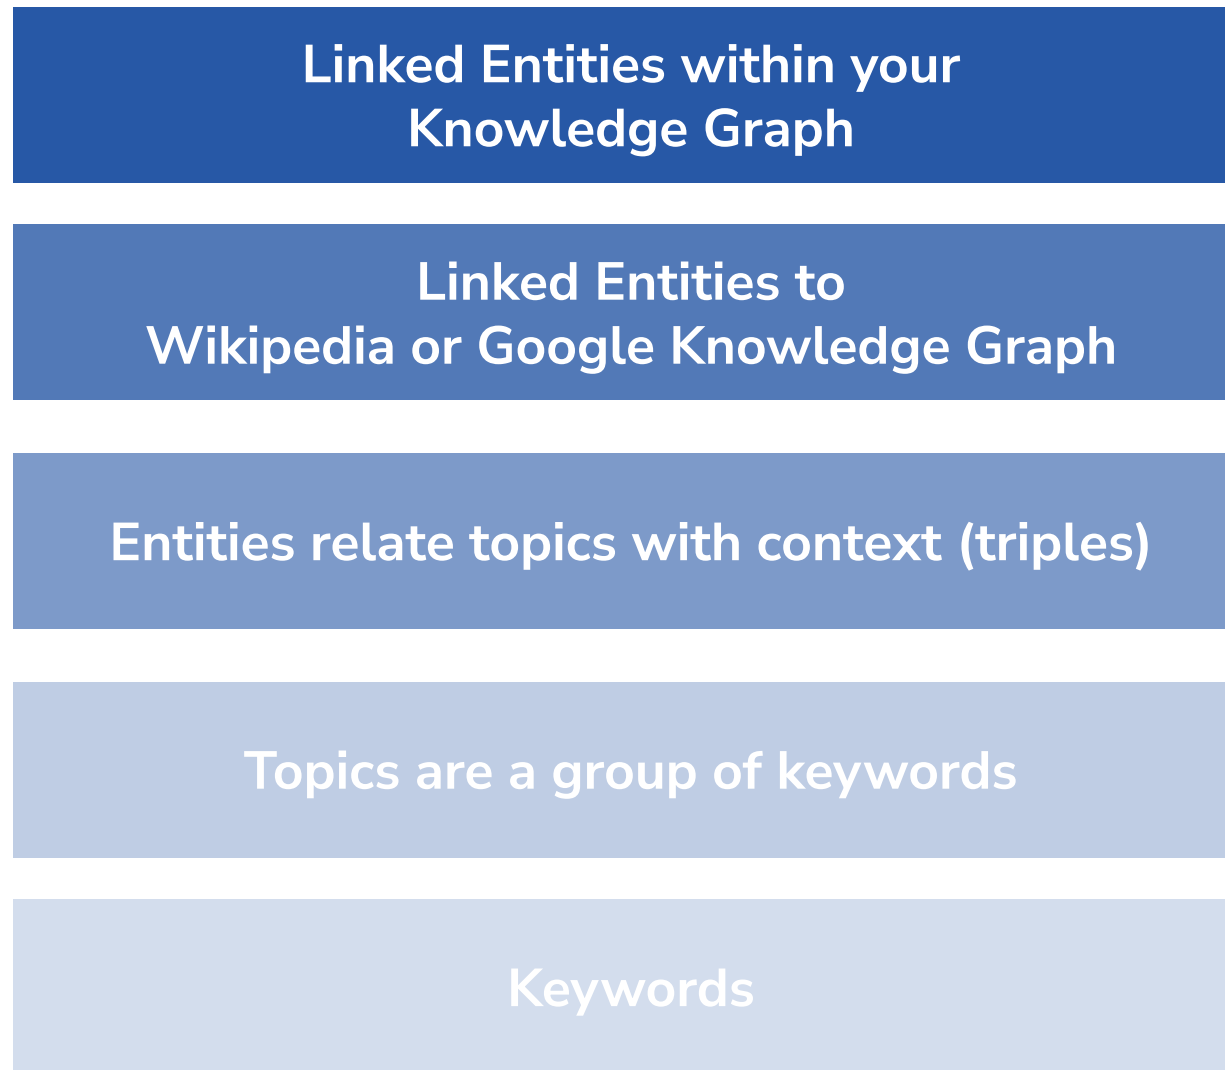 Linked Entities within your
Knowledge Graph
Linked Entities to
Wikipedia or Google Knowledge Graph
Entities relate topics with context (triples)
Topics are a group of keywords
Keywords